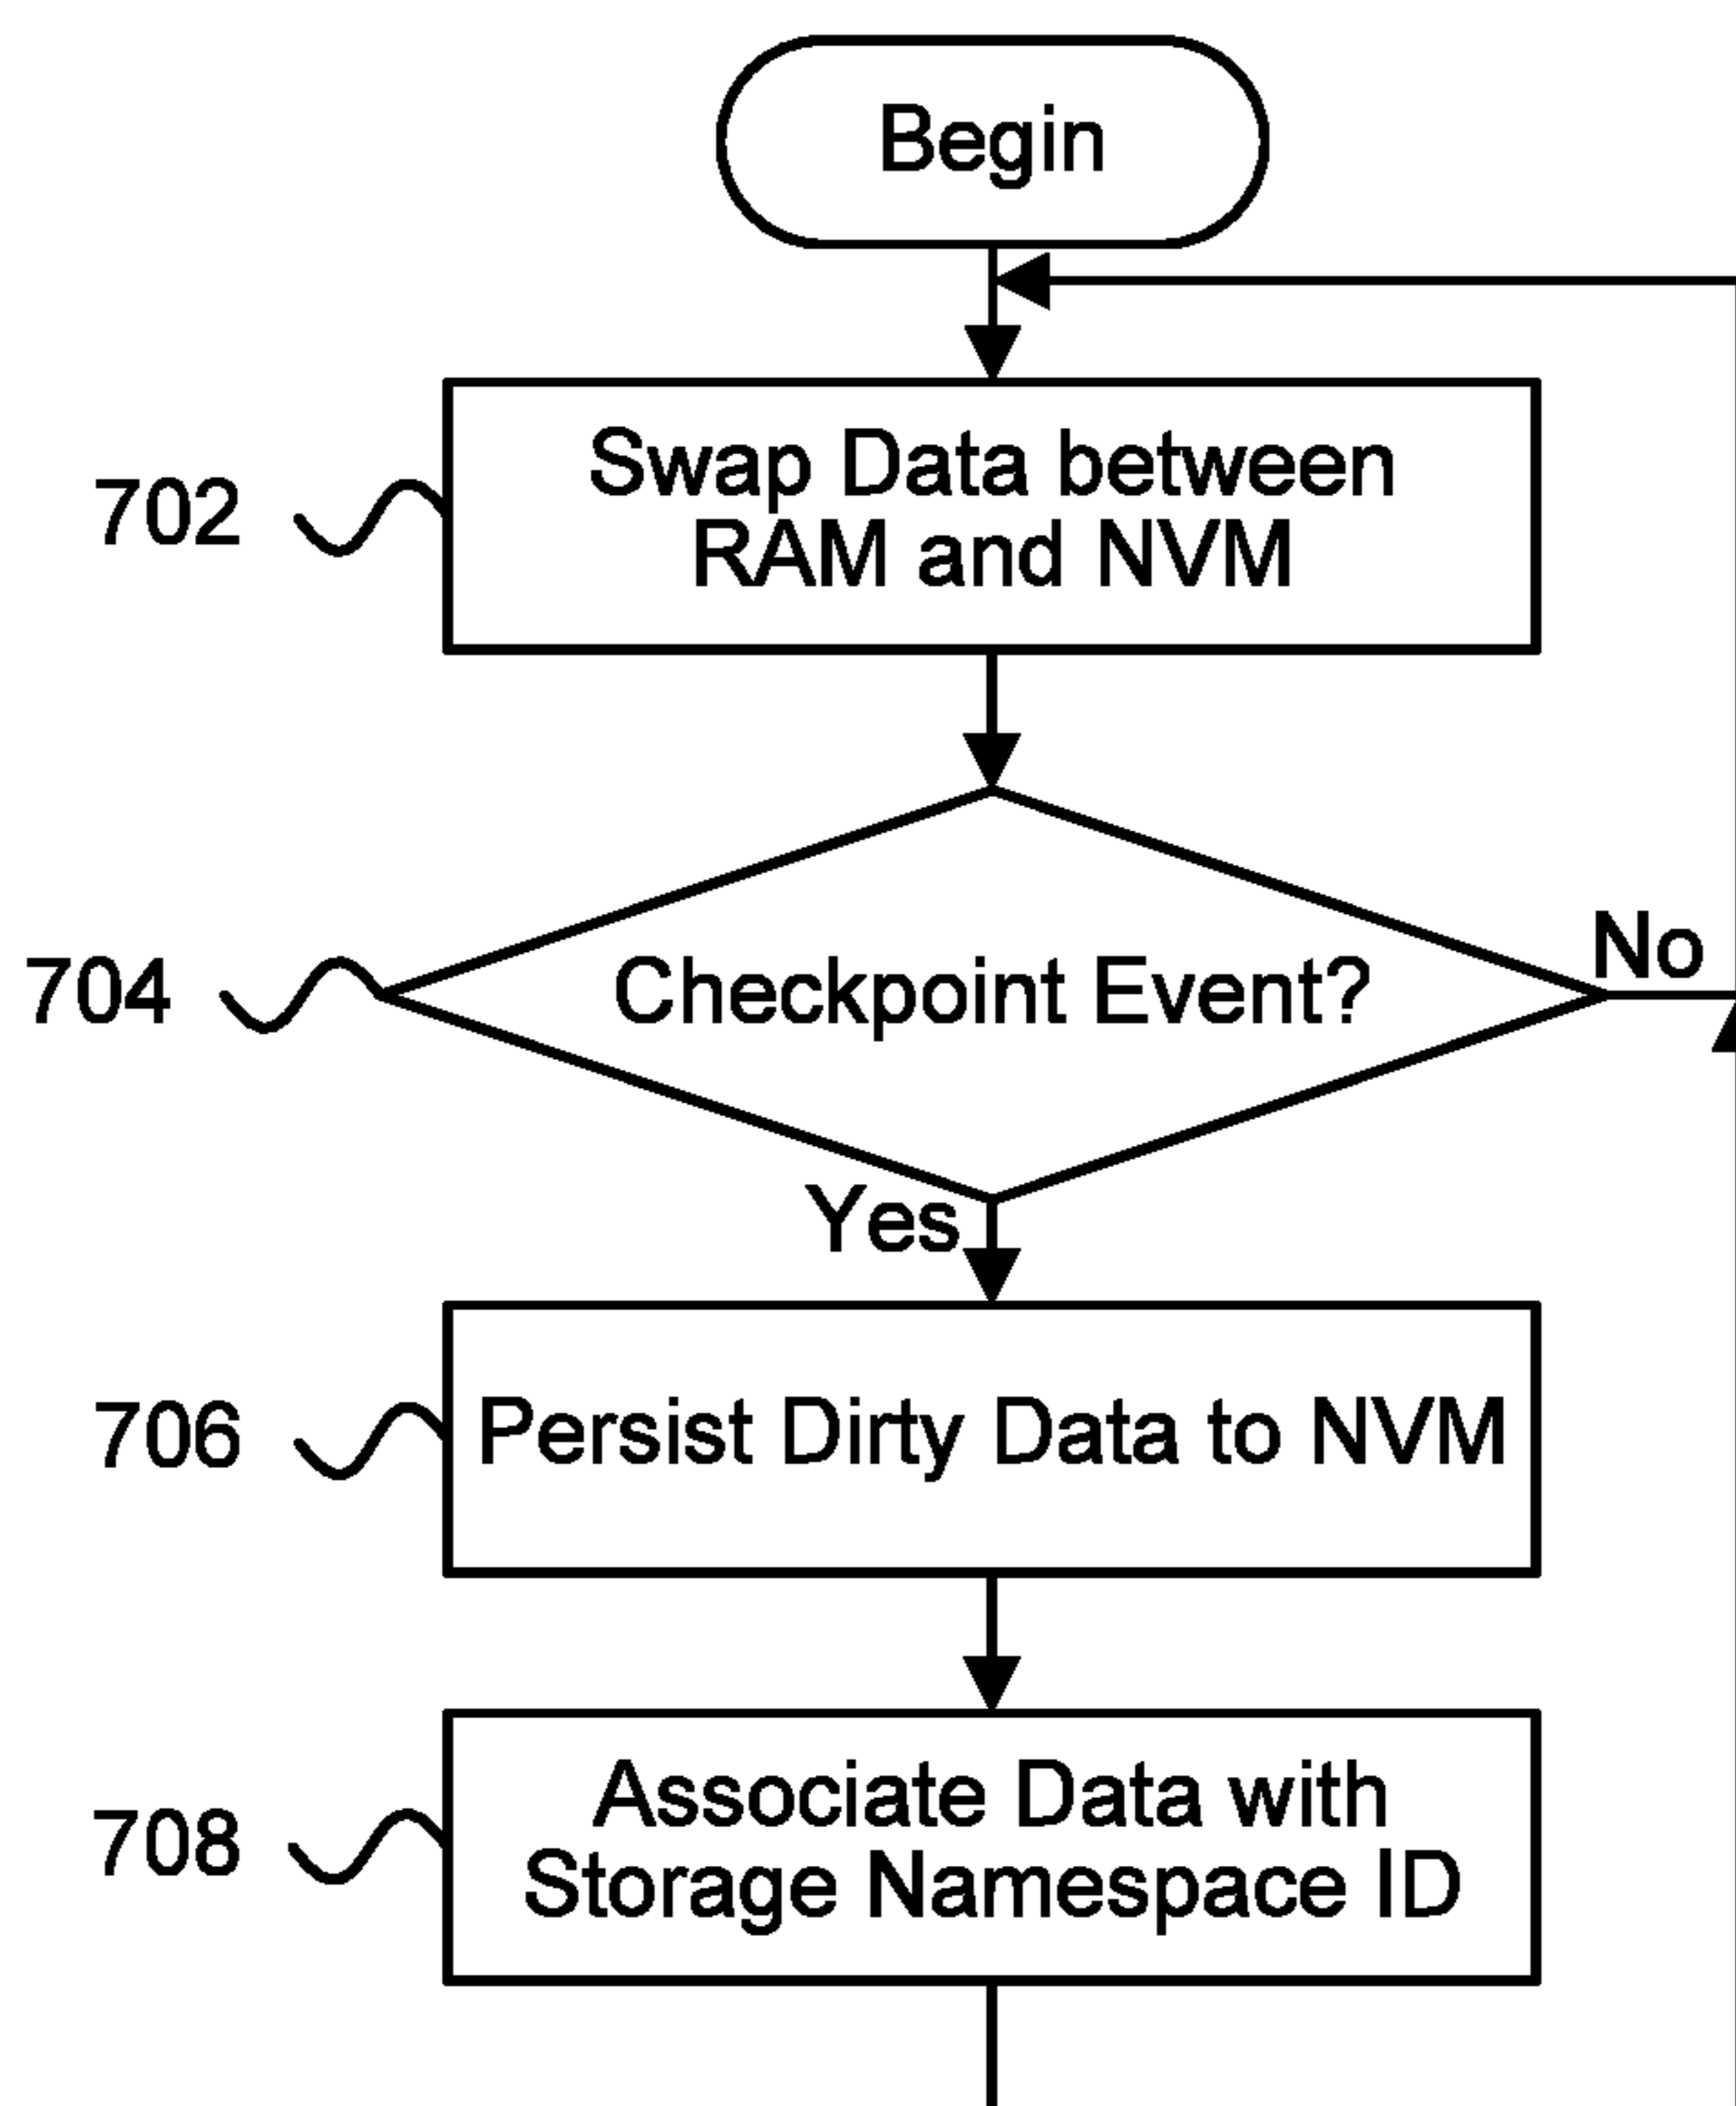 Begin
702
Swap Data between
RAM and NVM
704
Checkpoint Event?
No
Yes
706
Persist Dirty Data to NVM
708
Associate Data with
Storage Namespace ID